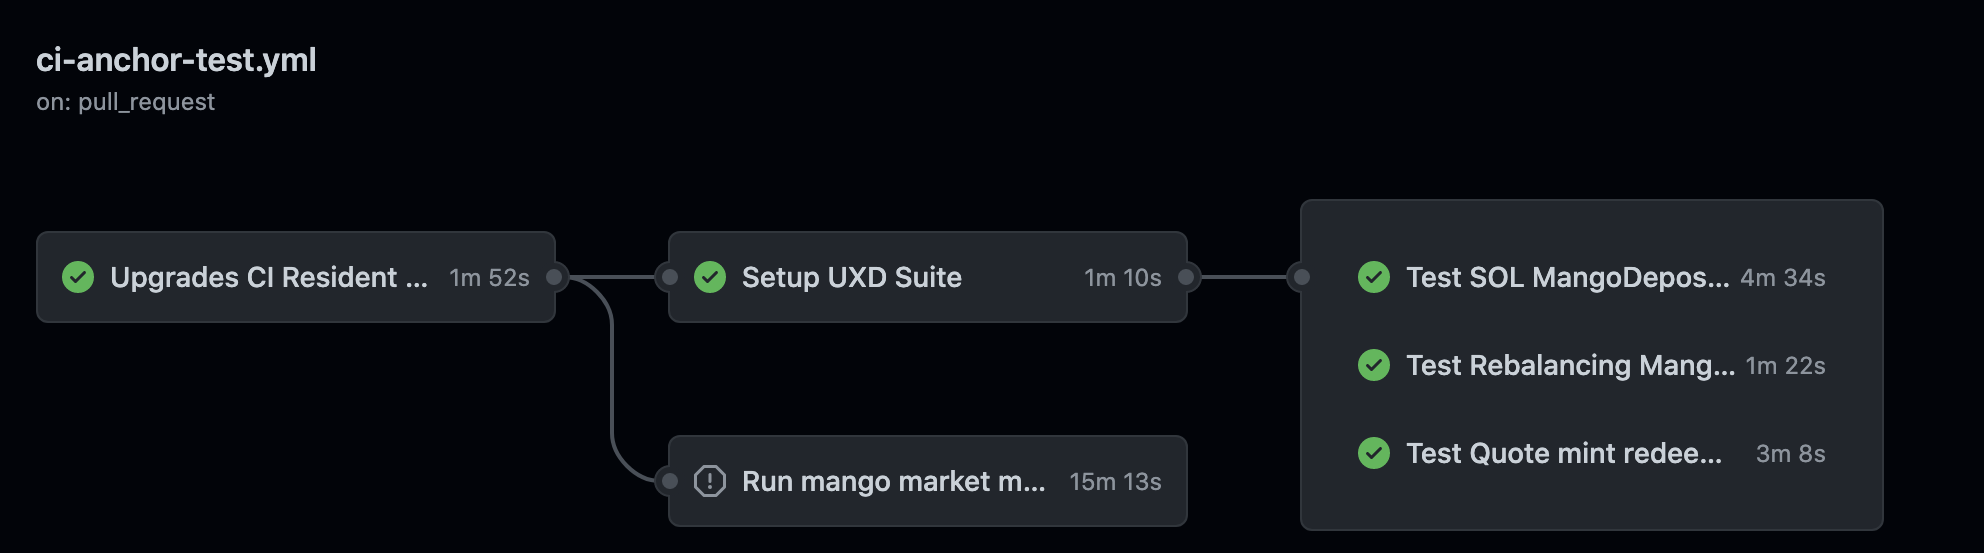 ci-anchor-test.yml
on: pull_request
Upgrades CI Resident ... 1m 52s
Setup UXD Suite 1m 10s
Run mango market m... 15m 13s
Test SOL MangoDepos... 4m 34s
Test Rebalancing Mang... 1m 22s
Test Quote mint redee... 3m 8s